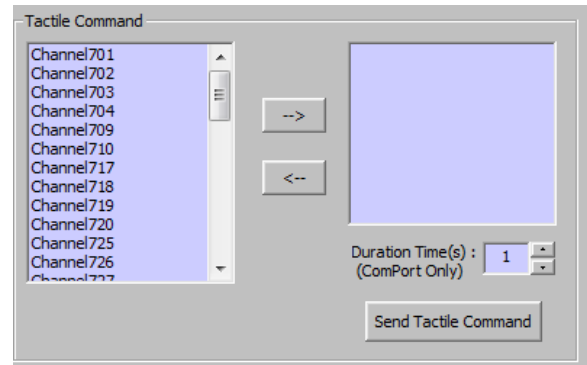 Tactile Command
Channel701
Channel702
Channel703
Channel704
Channel709
Channel710
Channel717
Channel718
Channel719
Channel720
Channel725
Channel726
Channel727
-->
<--
Duration Time(s) : 1
(ComPort Only)
Send Tactile Command